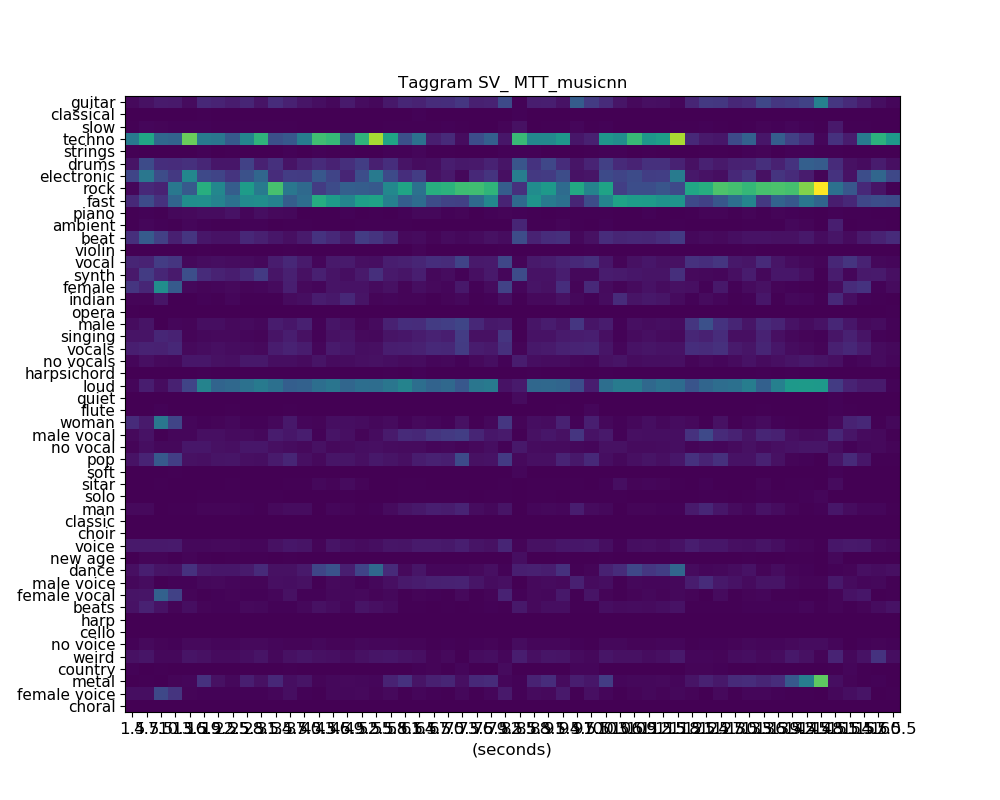 Taggram SV_ MTT_musicnn
guitar
classical
slow
techno
strings
drums
electronic
rock
fast
piano
ambient
beat
violin
vocal
synth
female
indian
opera
male
singing
vocals
no vocals
harpsichord
loud
quiet
flute
woman
male vocal
no vocal
pop
soft
sitar
solo
man
classic
choir
voice
new age
dance
male voice
female vocal
beats
harp
cello
no voice
weird
country
metal
female voice
choral
(seconds)